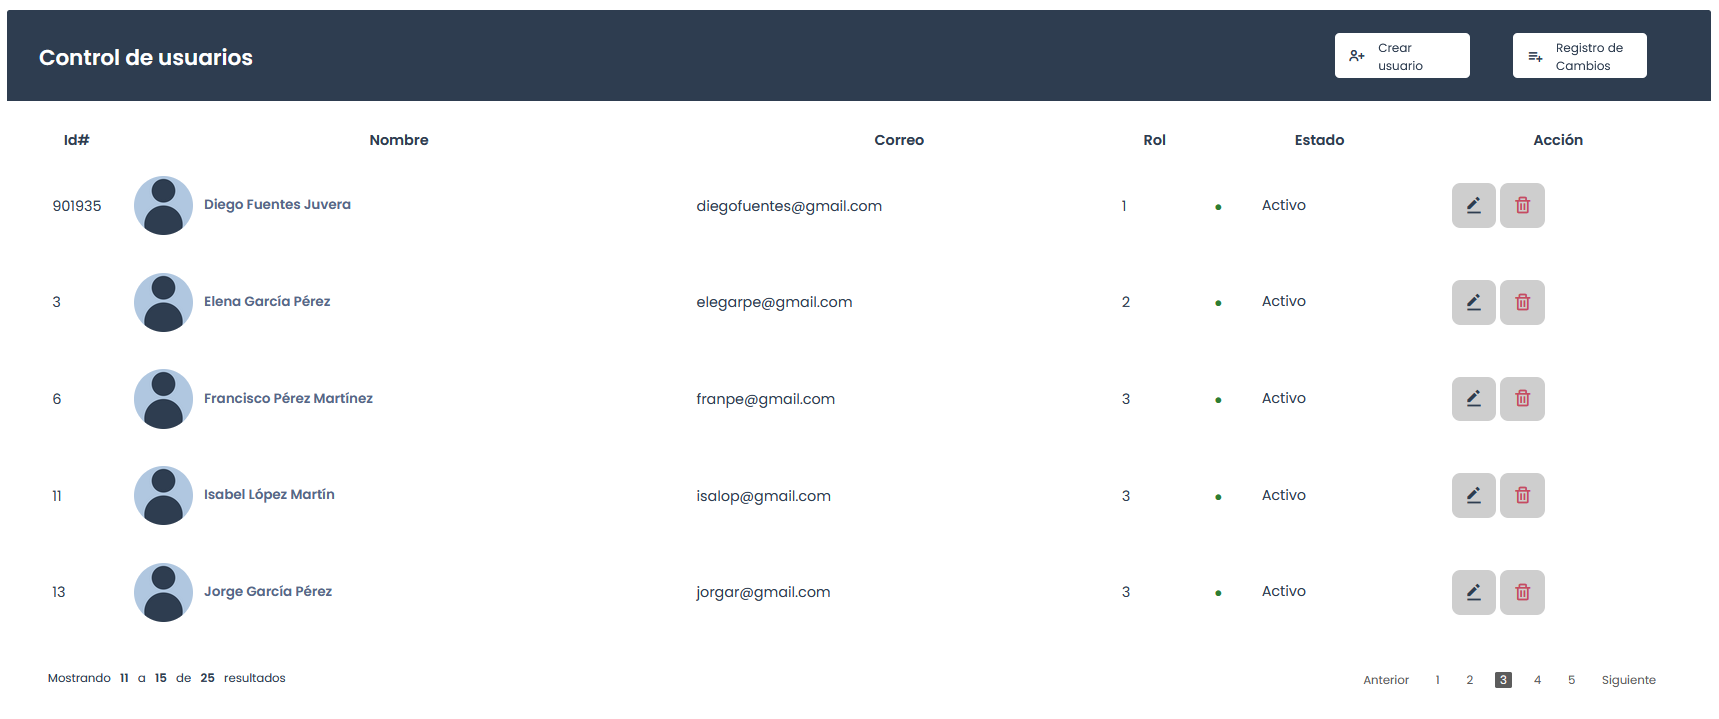 Control de usuarios
Crear
usuario
Registro de
Cambios
Id# Nombre Correo Rol Estado Acción
901935 Diego Fuentes Juvera diegofuentes@gmail.com 1 Activo
3 Elena García Pérez elegarpe@gmail.com 2 Activo
6 Francisco Pérez Martínez franpe@gmail.com 3 Activo
11 Isabel López Martín isalop@gmail.com 3 Activo
13 Jorge García Pérez jorgar@gmail.com 3 Activo
Mostrando 11 a 15 de 25 resultados
Anterior 1 2 3 4 5 Siguiente